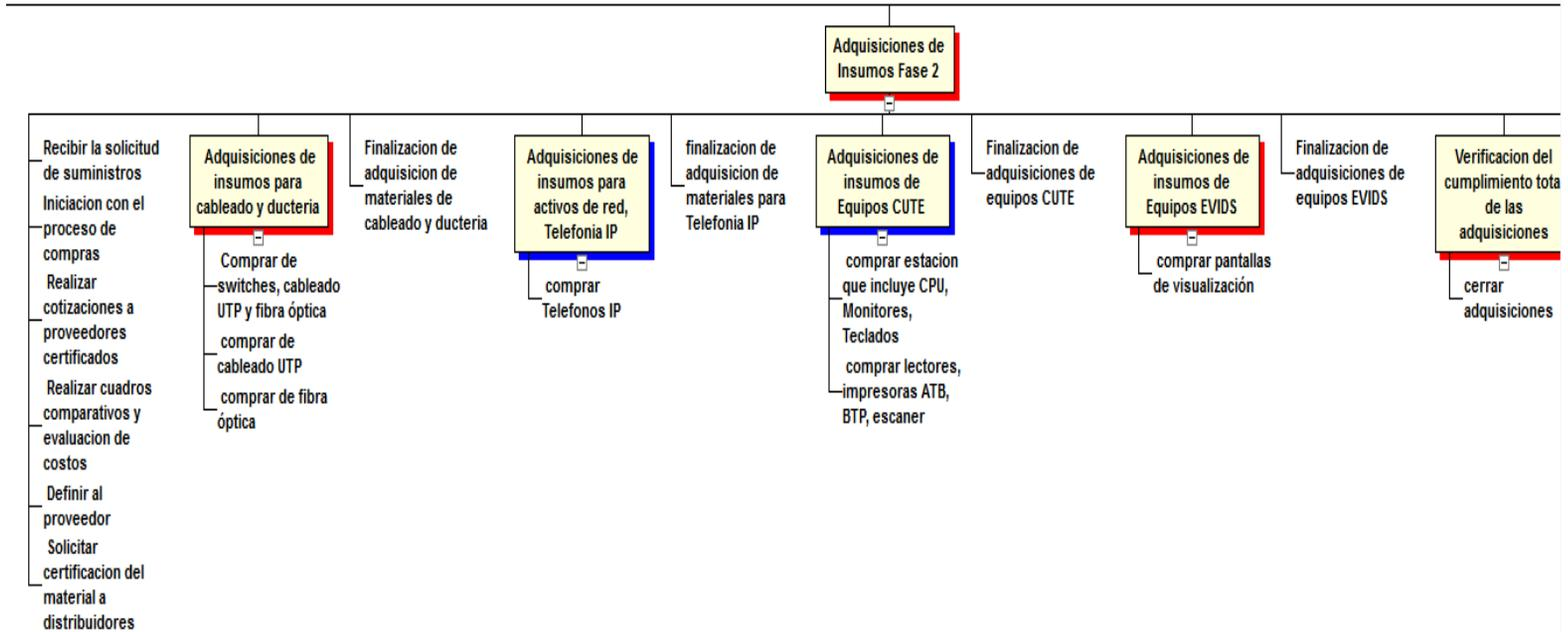 Adquisiciones de
Insumos Fase 2
Recibir la solicitud
de suministros
Iniciacion con el
proceso de
compras
Realizar
cotizaciones a
proveedores
certificados
Realizar cuadros
comparativos y
evaluacion de
costos
Definir al
proveedor
Solicitar
certificacion del
material a
distribuidores
Adquisiciones de
insumos para
cableado y ducteria
Comprar de
switches, cableado
UTP y fibra óptica
comprar de
cableado UTP
comprar de fibra
óptica
Finalizacion de
adquisicion de
materiales de
cableado y ducteria
Adquisiciones de
insumos para
activos de red,
Telefonia IP
comprar
Telefonos IP
finalizacion de
adquisicion de
materiales para
Telefonia IP
Adquisiciones de
insumos de
Equipos CUTE
comprar estacion
que incluye CPU,
Monitores,
Teclados
comprar lectores,
impresoras ATB,
BTP, escaner
Finalizacion de
adquisiciones de
equipos CUTE
Adquisiciones de
insumos de
Equipos EVIDS
comprar pantallas
de visualización
Finalizacion de
adquisiciones de
equipos EVIDS
Verificacion del
cumplimiento tota
de las
adquisiciones
cerrar
adquisiciones